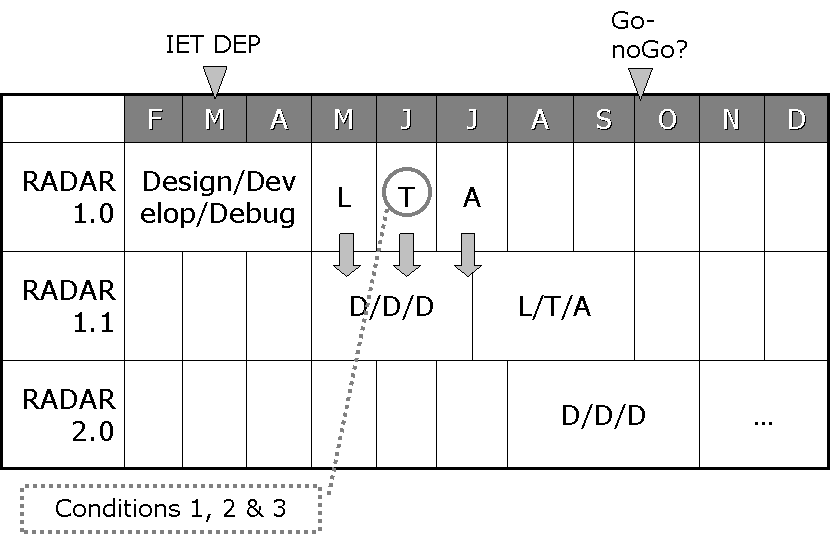 IET DEP
Go-
noGo?
F M A M J J A S O N D
RADAR
1.0
Design/Dev
elop/Debug
L T A
RADAR
1.1
D/D/D
L/T/A
RADAR
2.0
D/D/D
...
Conditions 1, 2 & 3